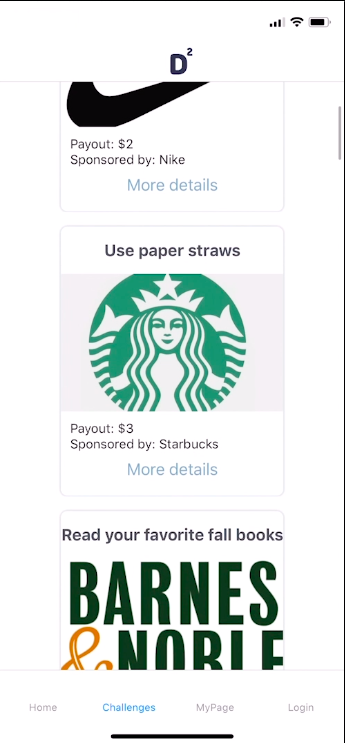 D2
Payout: $2
Sponsored by: Nike
More details
Use paper straws
Payout: $3
Sponsored by: Starbucks
More details
Read your favorite fall books
BARNES
& NOBLE
Home Challenges MyPage Login